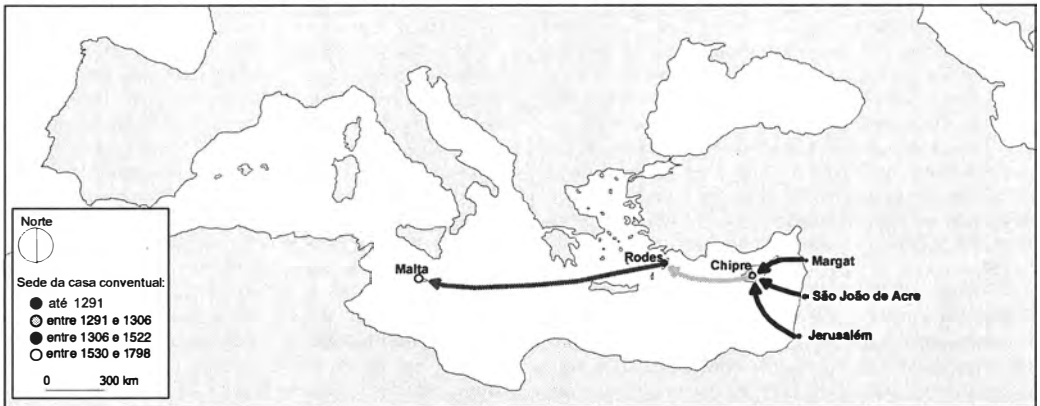 Malta
Rodes
Chipre
Margat
São João de Acre
Jerusalém
Norte
Sede da casa conventual:
até 1291
entre 1291 e 1306
entre 1306 e 1522
entre 1530 e 1798
0 300 km